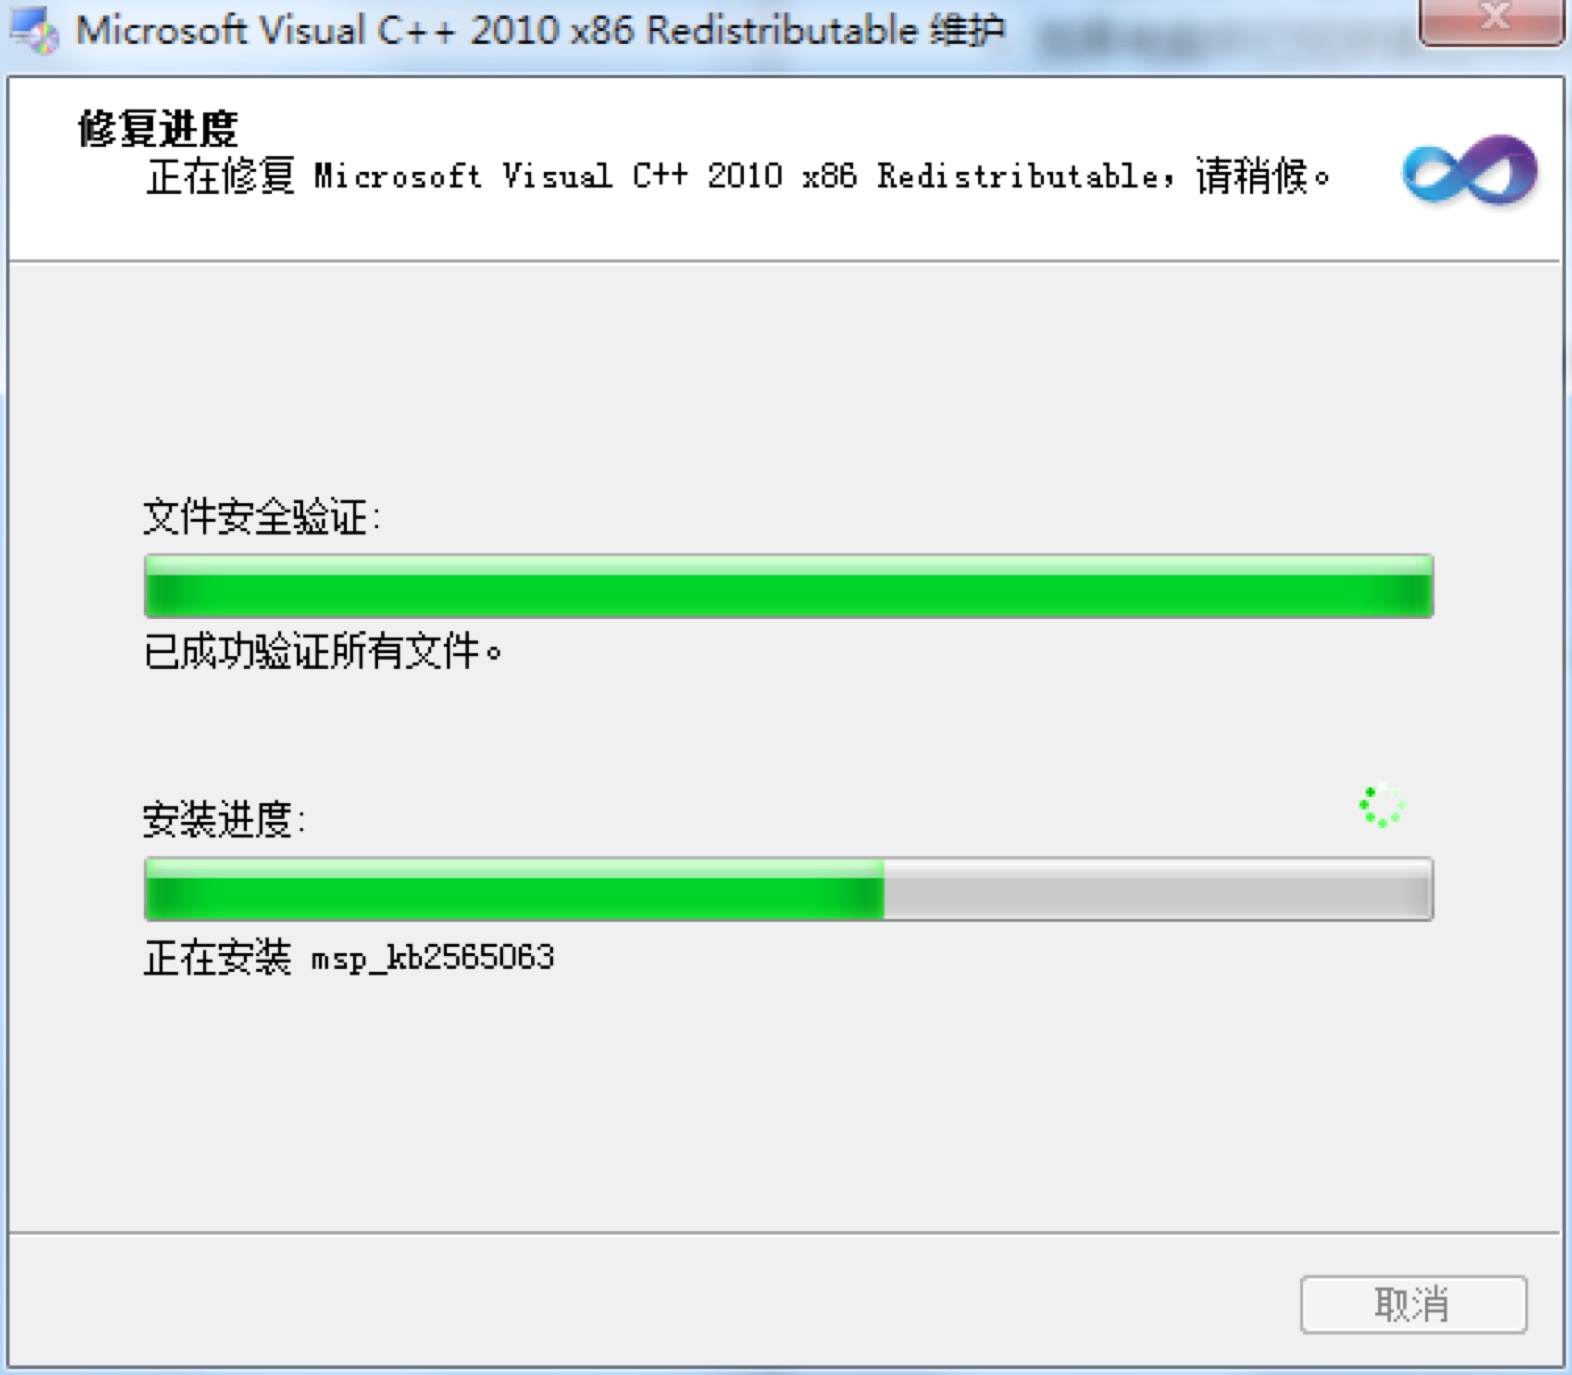 Microsoft Visual C++ 2010 x86 Redistributable 维护
修复进度
正在修复 Microsoft Visual C++ 2010 x86 Redistributable，请稍候。
文件安全验证:
已成功验证所有文件。
安装进度:
正在安装 msp_kb2565063
取消